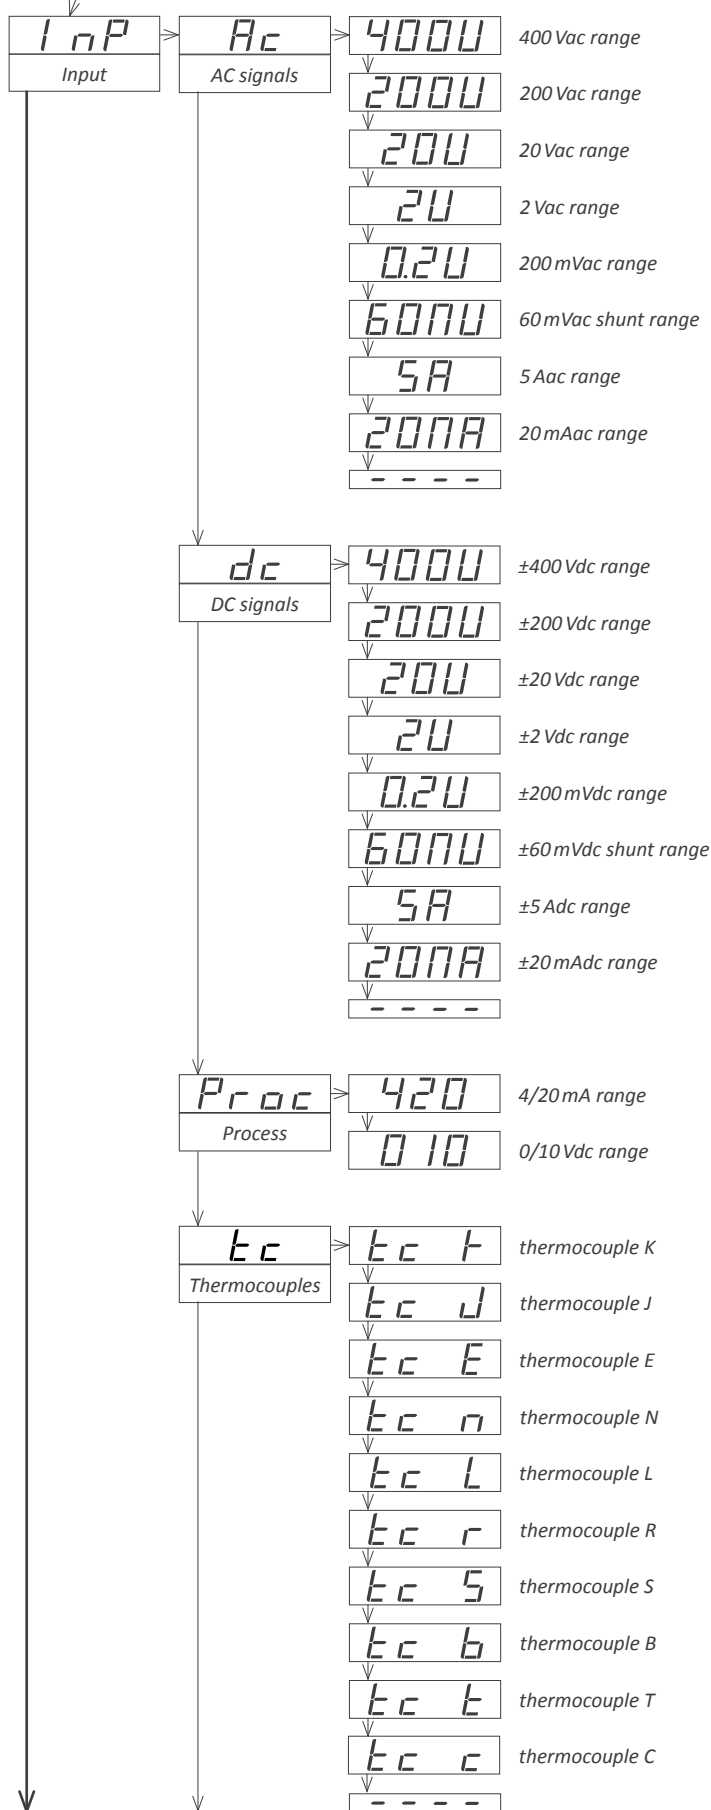 InP Ac 400U 400 Vac range
Input AC signals
200U 200 Vac range
20U 20 Vac range
2U 2 Vac range
0.2U 200 mVac range
60nU 60 mVac shunt range
5A 5 Aac range
20nA 20 mAac range
- - - -
dc 400U ±400 Vdc range
DC signals
200U ±200 Vdc range
20U ±20 Vdc range
2U ±2 Vdc range
0.2U ±200 mVdc range
60nU ±60 mVdc shunt range
5A ±5 Adc range
20nA ±20 mAdc range
- - - -
Proc 420 4/20 mA range
Process
010 0/10 Vdc range
tc tc k thermocouple K
Thermocouples
tc J thermocouple J
tc E thermocouple E
tc n thermocouple N
tc L thermocouple L
tc r thermocouple R
tc S thermocouple S
tc b thermocouple B
tc t thermocouple T
tc c thermocouple C
- - - -